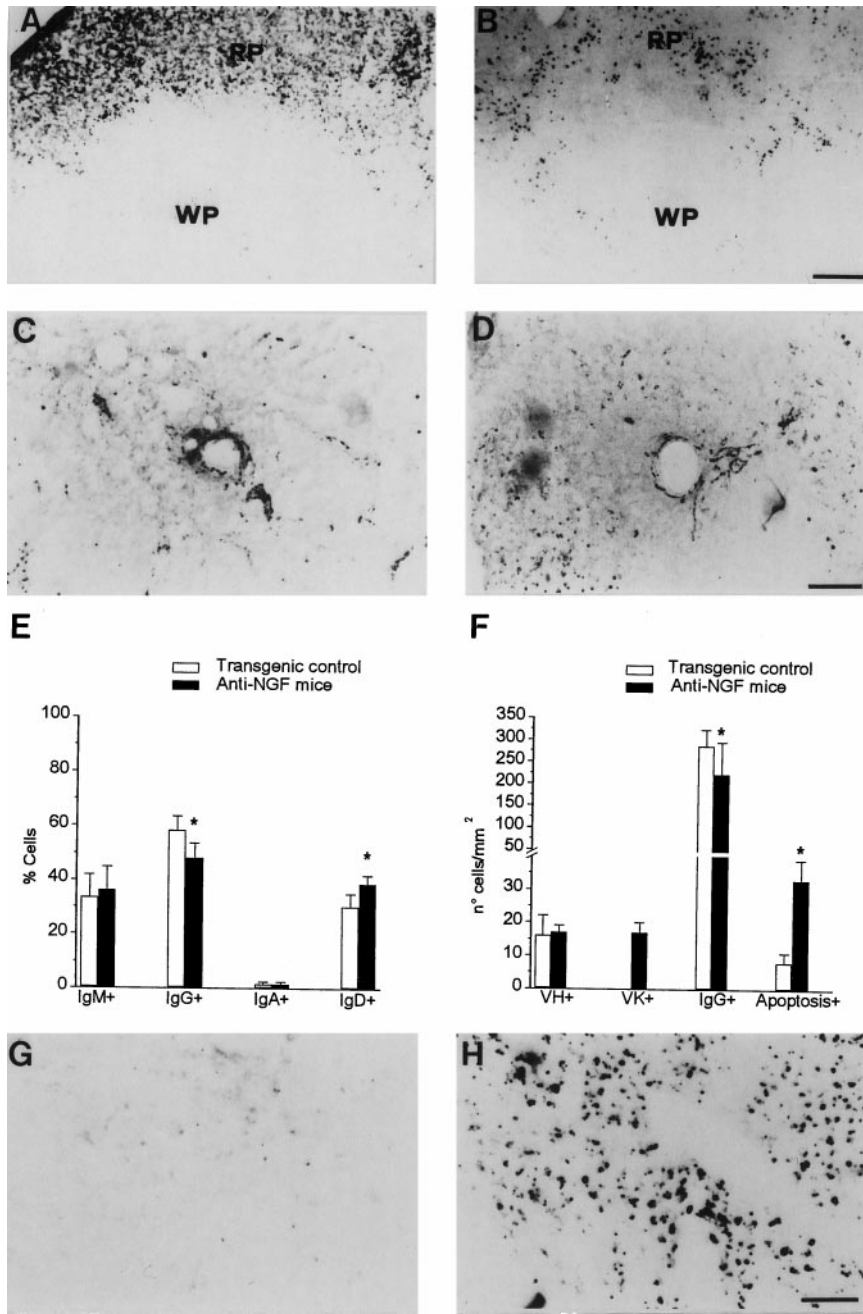 A
RP
WP
B
RP
WP
C
D
E
Transgenic control
Anti-NGF mice
100
80
60
40
20
0
% Cells
*
*
IgM+
IgG+
IgA+
IgD+
F
Transgenic control
Anti-NGF mice
350
300
250
200
150
100
50
30
20
10
0
n° cells/mm²
*
*
VH+
VK+
IgG+
Apoptosis+
G
H